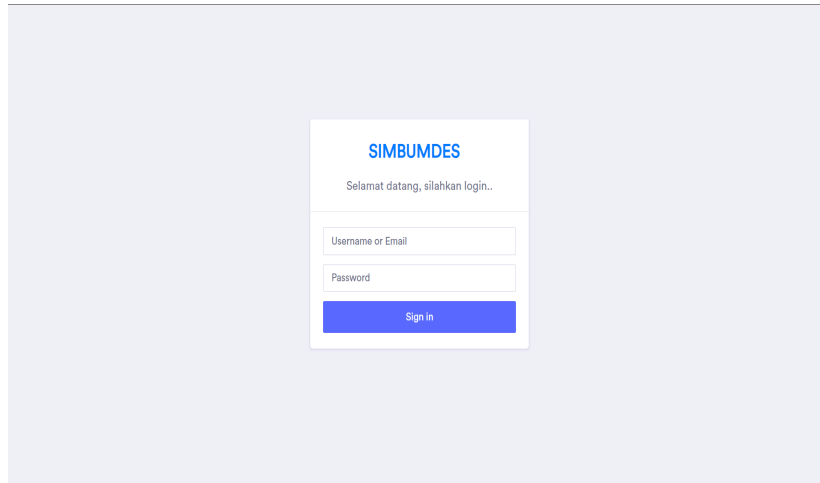 SIMBUMDES
Selamat datang, silahkan login..
Username or Email
Password
Sign in